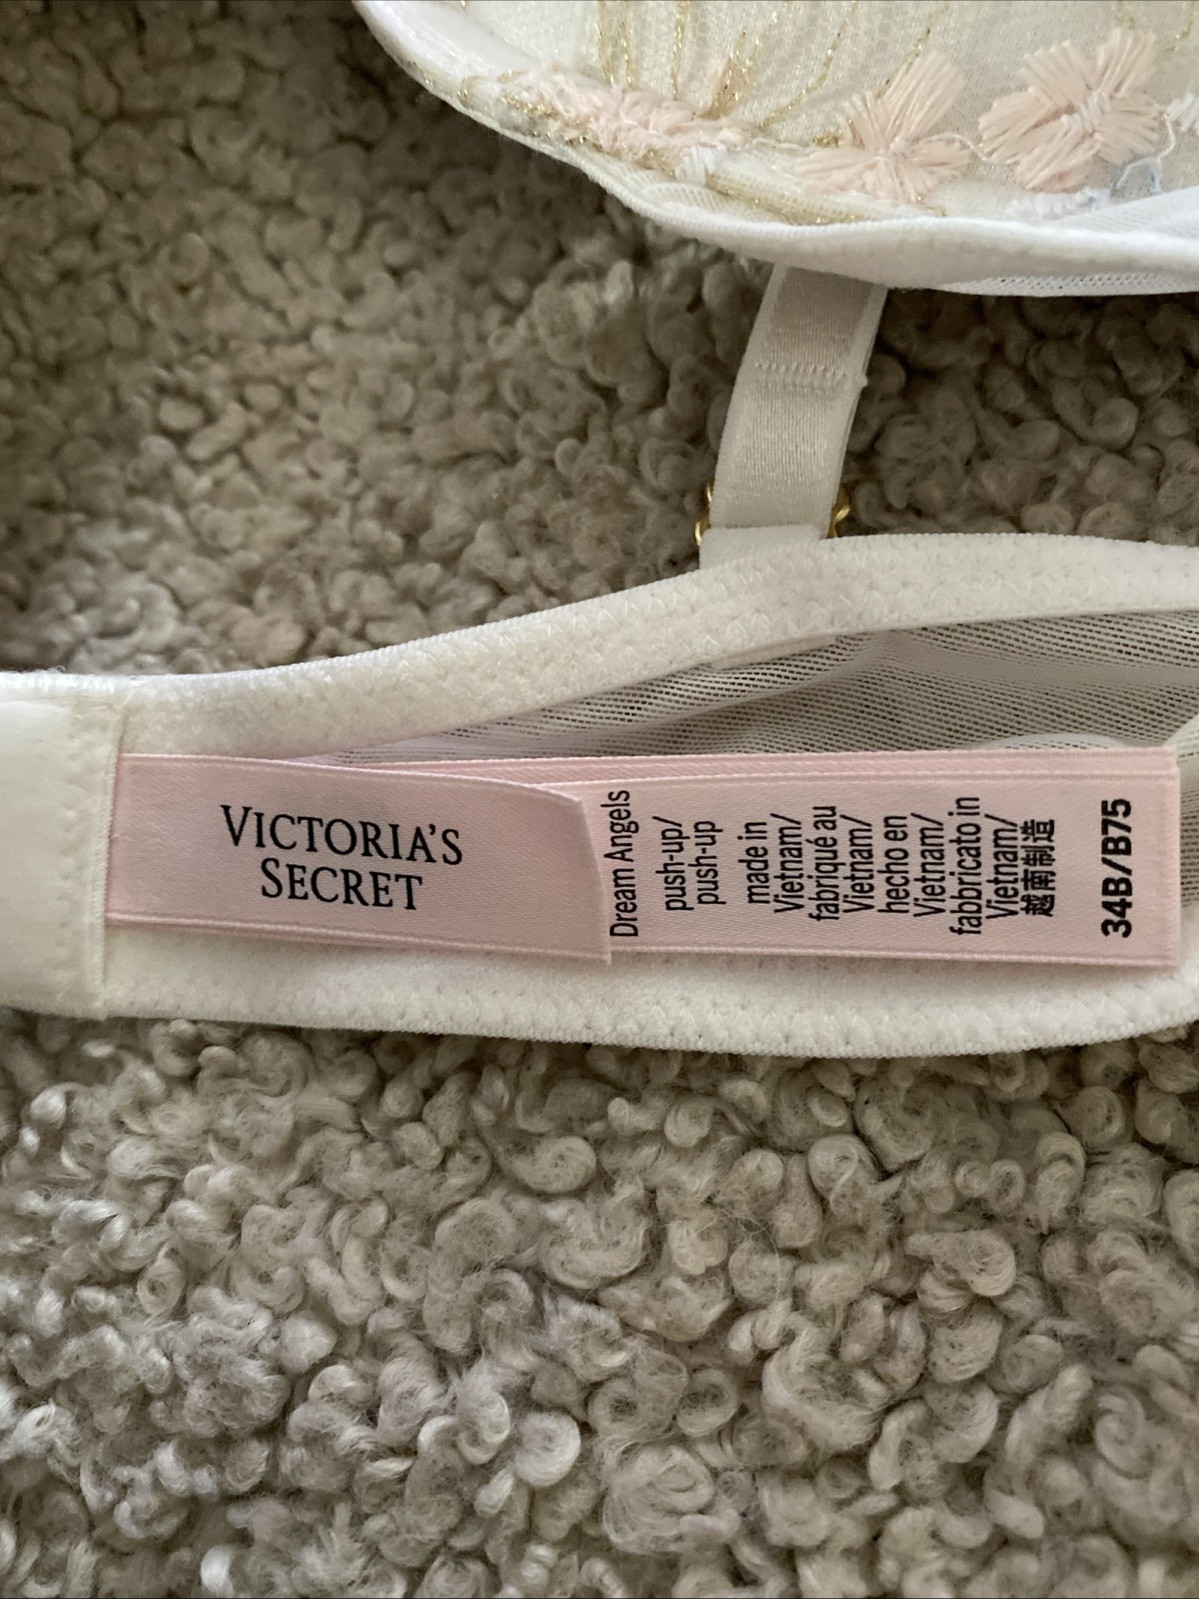 VICTORIA'S
SECRET
Dream Angels
push-up/
push-up
made in
Vietnam/
fabriqué au
Vietnam/
hecho en
Vietnam/
fabbricato in
Vietnam/
越南制造
34B/B75